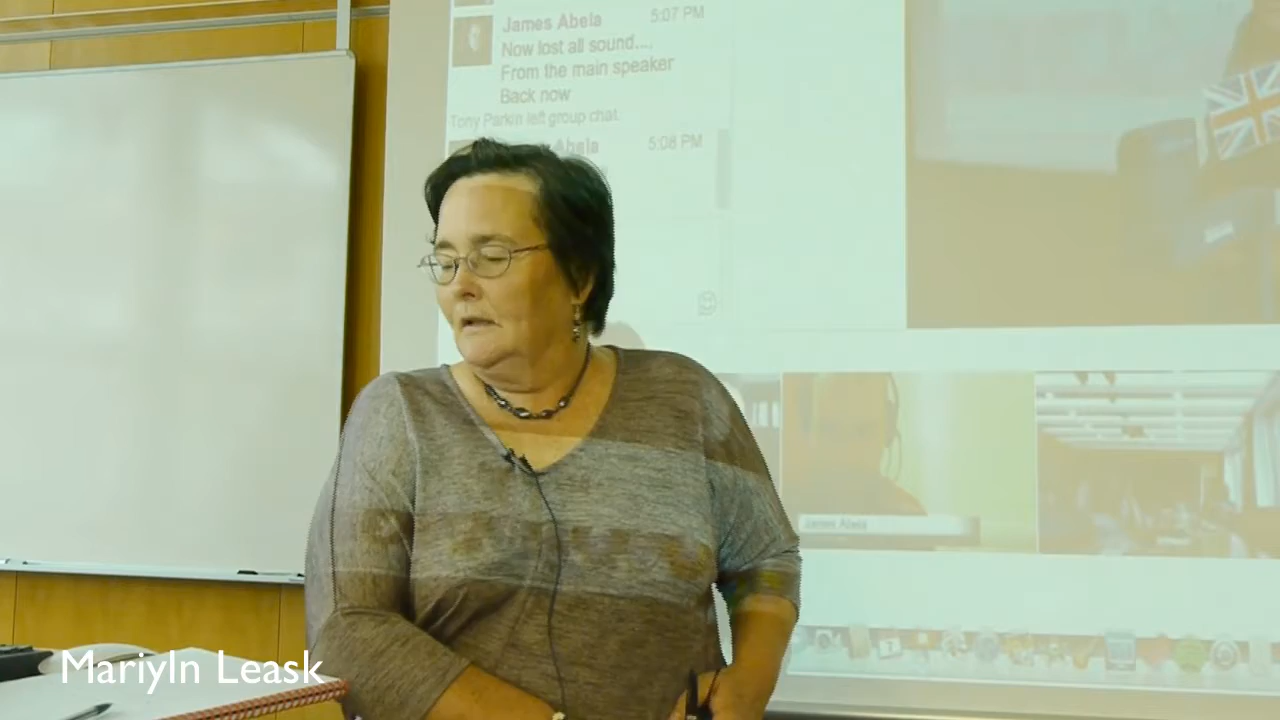 James Abela 5:07 PM
Now lost all sound....
From the main speaker
Back now
Tony Parkin left group chat.
Abela 5:08 PM
James Abela
Mariyln Leask